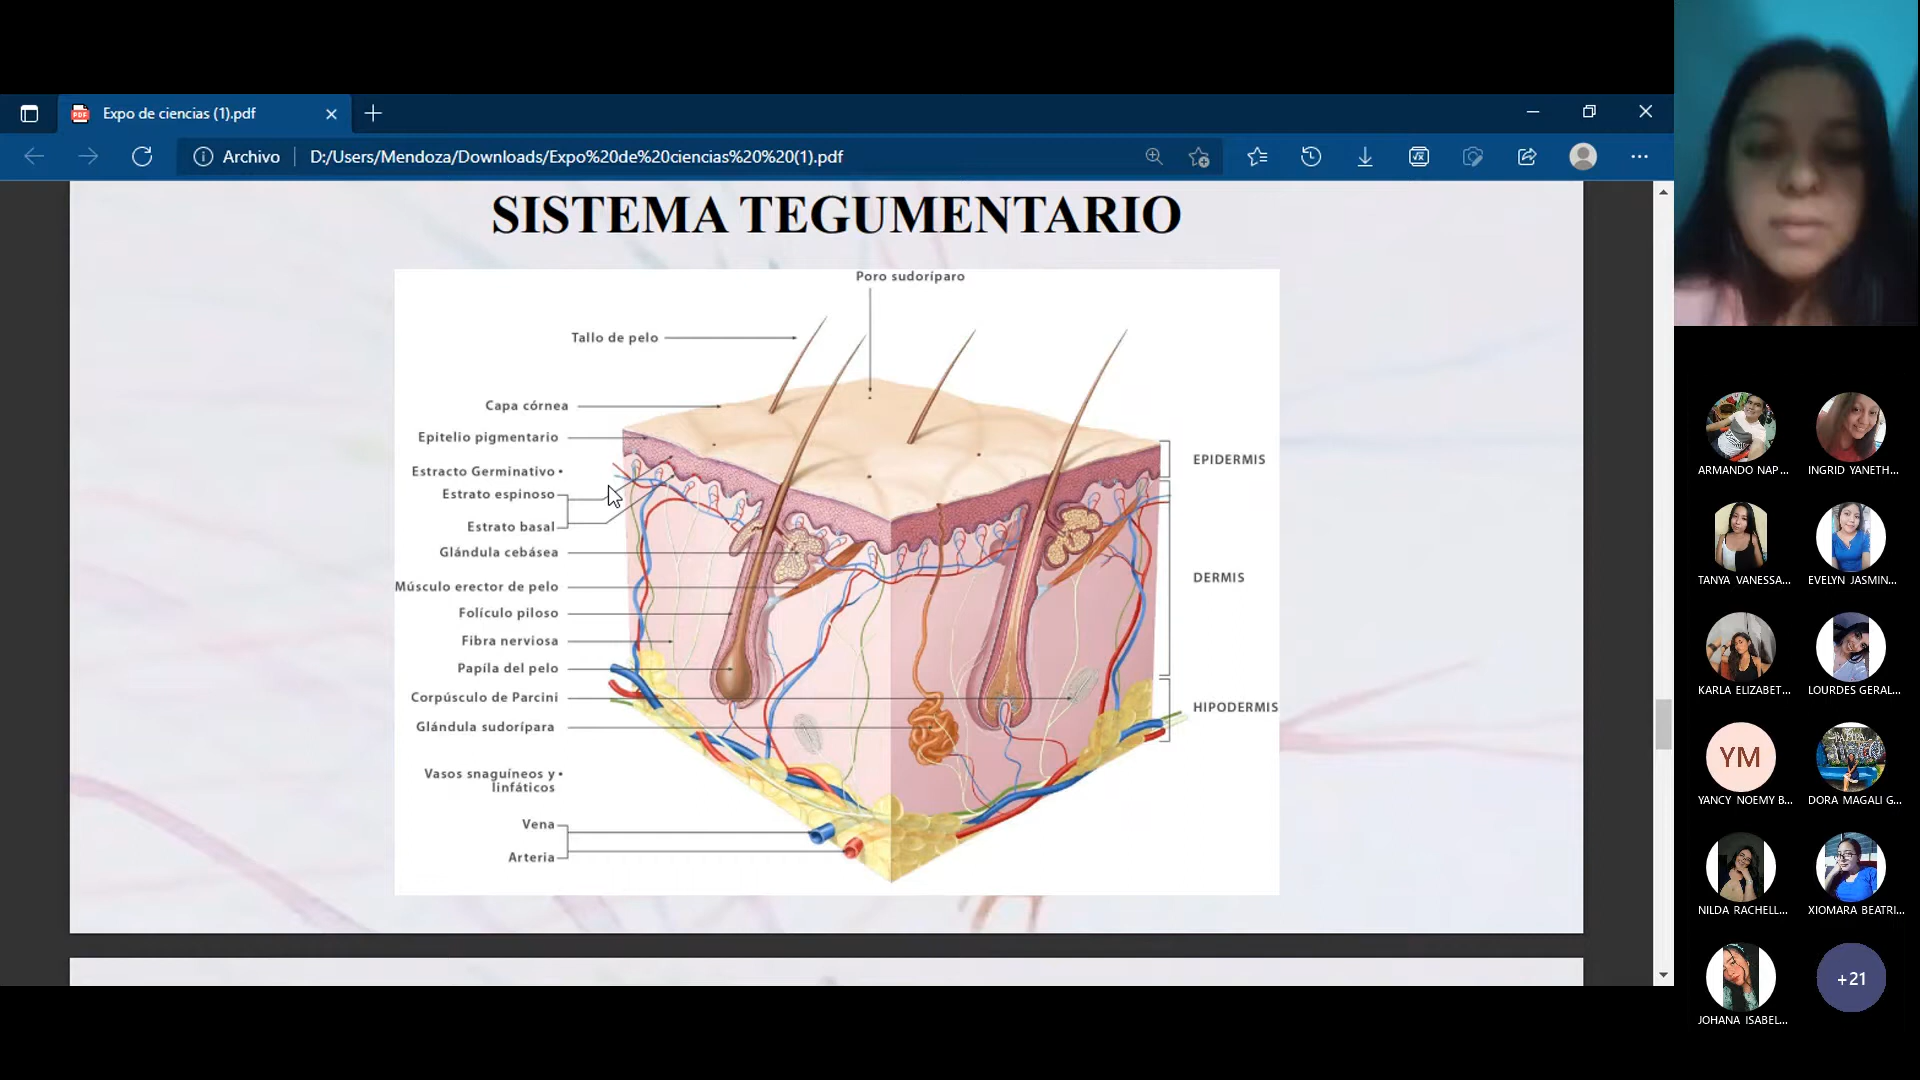 Expo de ciencias (1).pdf
Archivo
D:/Users/Mendoza/Downloads/Expo%20de%20ciencias%20%20(1).pdf
SISTEMA TEGUMENTARIO
Poro sudoríparo
Tallo de pelo
Capa córnea
Epitelio pigmentario
Estracto Germinativo •
Estrato espinoso
Estrato basal
Glándula cebásea
Músculo erector de pelo
Folículo piloso
Fibra nerviosa
Papíla del pelo
Corpúsculo de Parcini
Glándula sudorípara
Vasos snaguíneos y •
linfáticos
Vena
Arteria
EPIDERMIS
DERMIS
HIPODERMIS
ARMANDO NAP...
INGRID YANETH...
TANYA VANESSA...
EVELYN JASMIN...
KARLA ELIZABET...
LOURDES GERAL...
YM
YANCY NOEMY B...
DORA MAGALI G...
NILDA RACHELL...
XIOMARA BEATRI...
JOHANA ISABEL...
+21